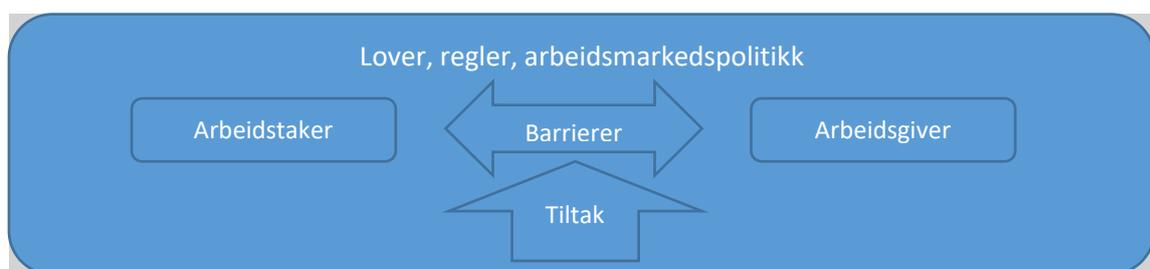 Lover, regler, arbeidsmarkedspolitikk
Arbeidstaker
Barrierer
Arbeidsgiver
Tiltak